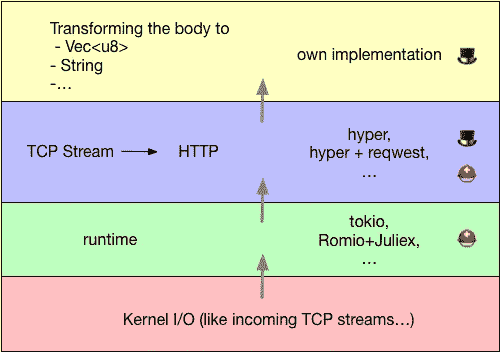 Transforming the body to
- Vec<u8>
- String
-…
own implementation
TCP Stream
HTTP
hyper,
hyper + reqwest,
…
runtime
tokio,
Romio+Juliex,
…
Kernel I/O (like incoming TCP streams…)